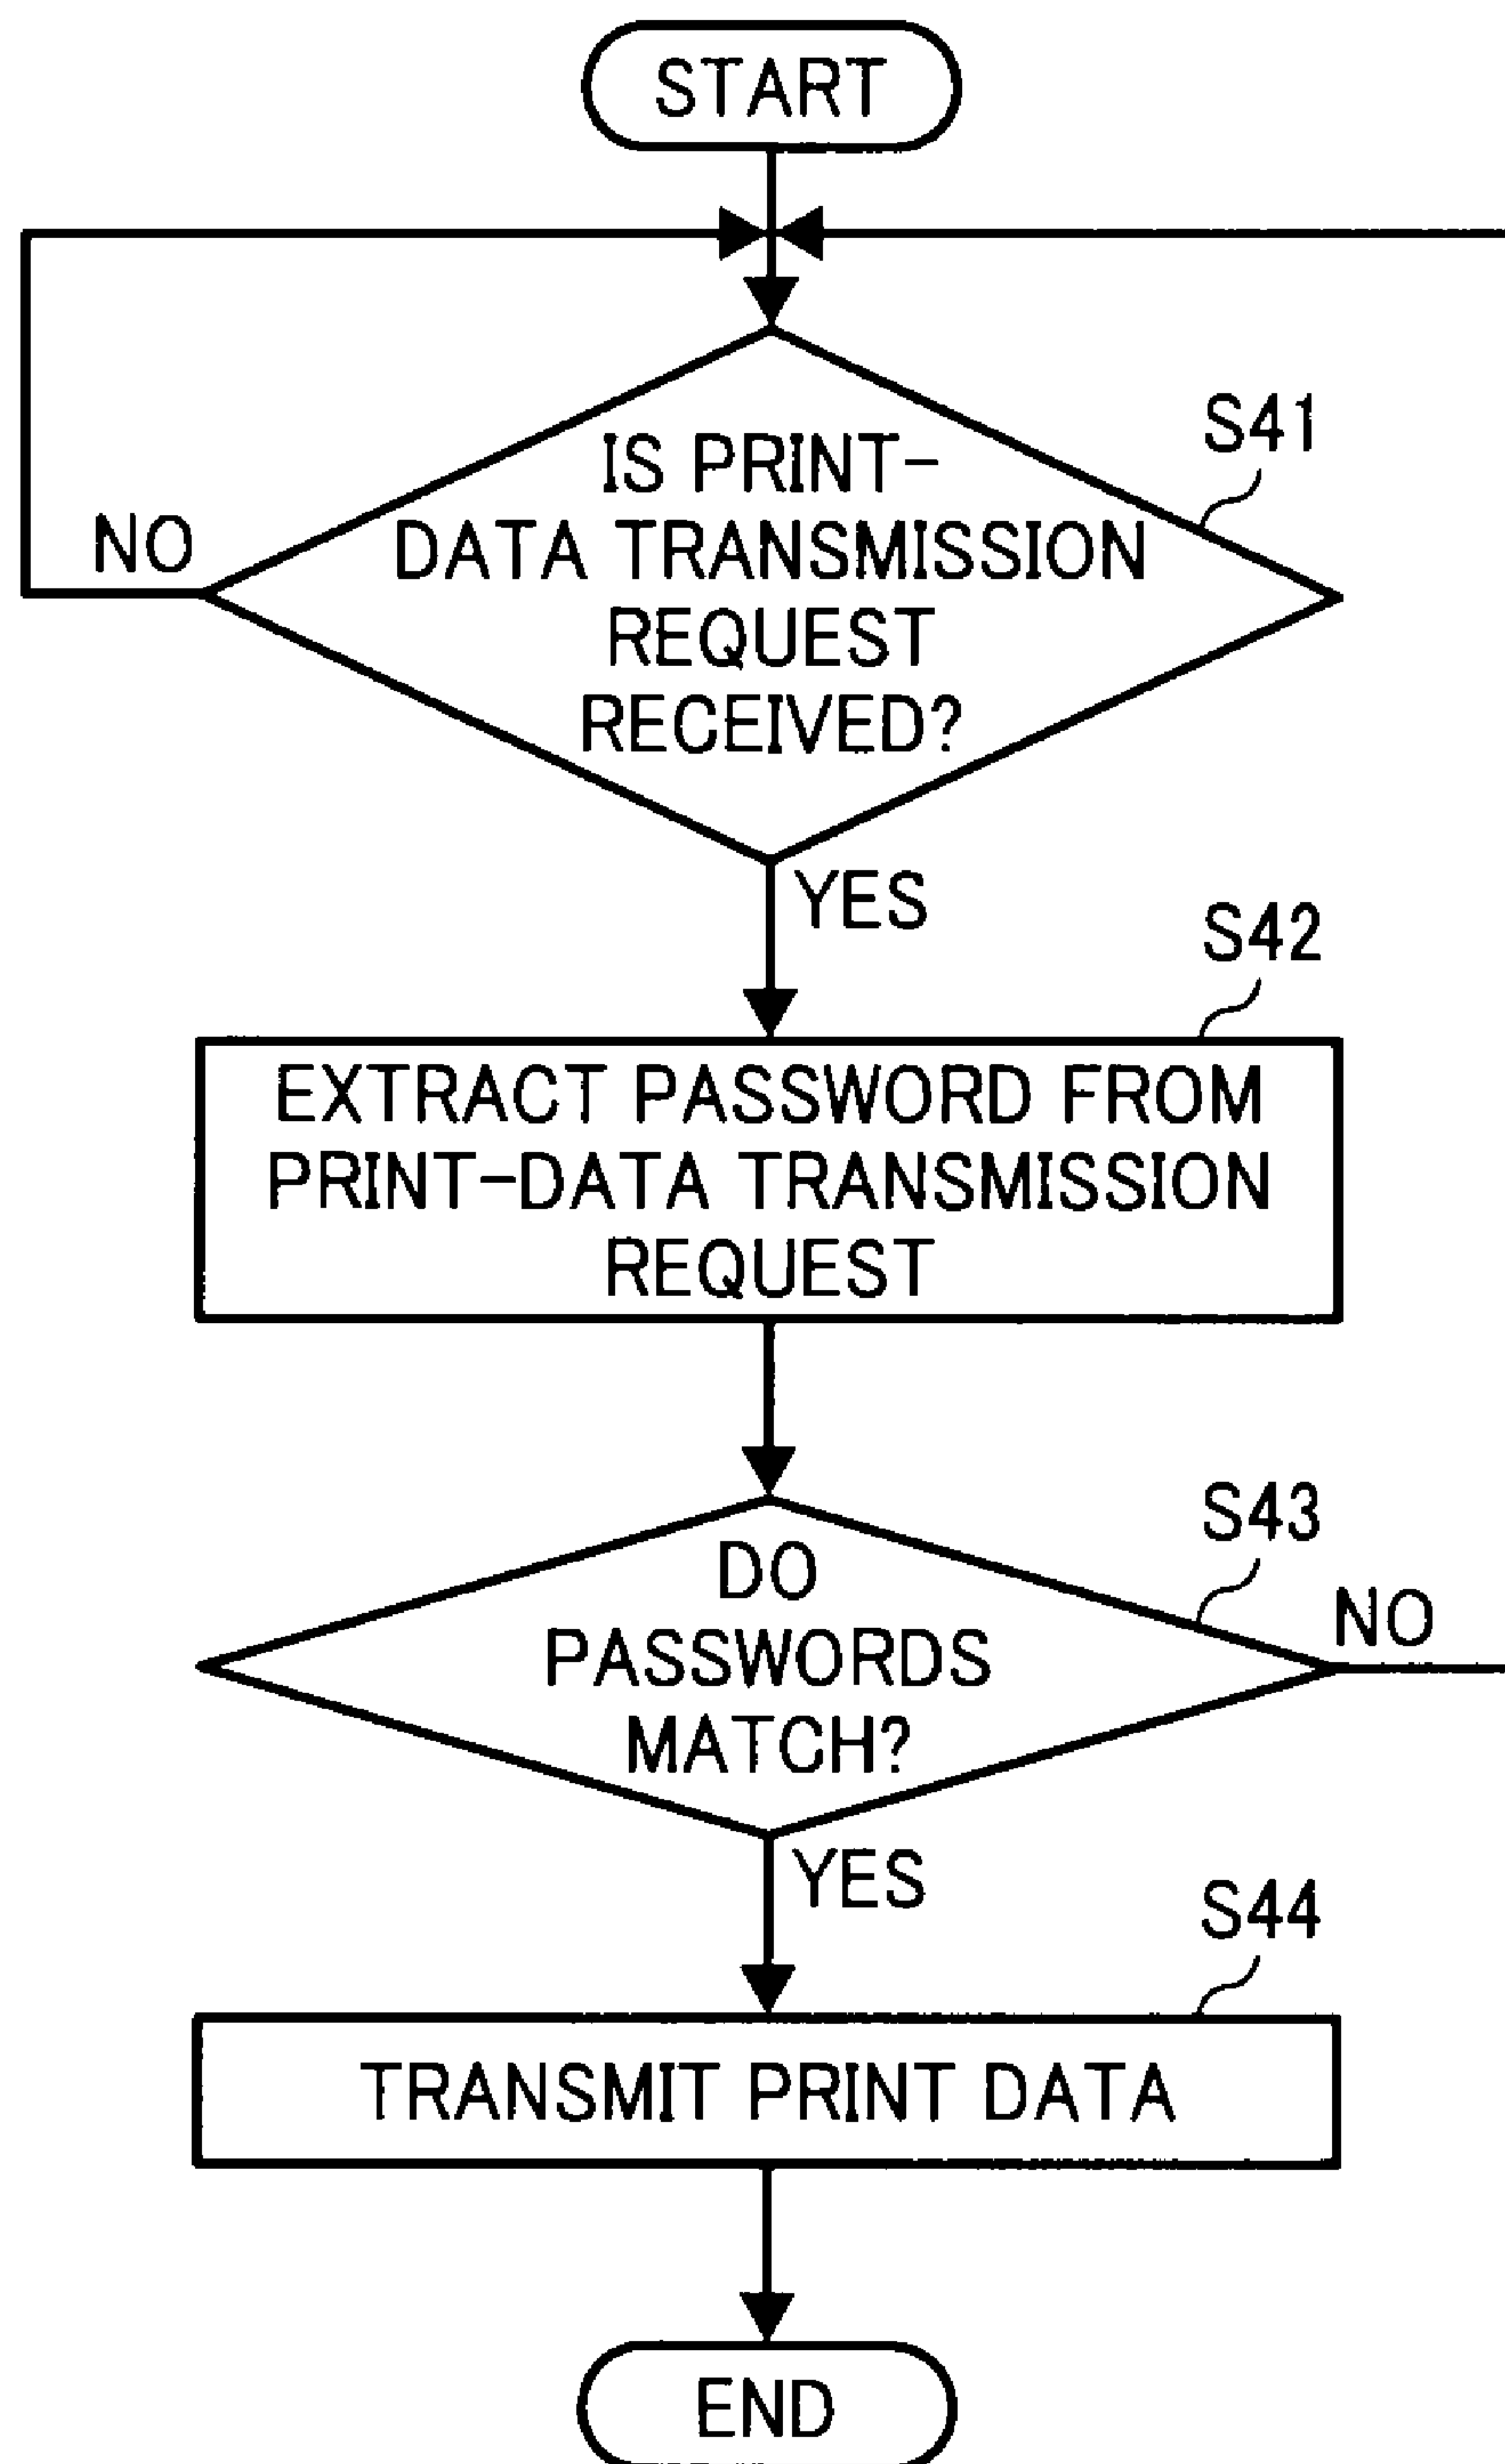 START
S41
IS PRINT-
DATA TRANSMISSION
REQUEST
RECEIVED?
NO
YES
S42
EXTRACT PASSWORD FROM
PRINT-DATA TRANSMISSION
REQUEST
S43
DO
PASSWORDS
MATCH?
NO
YES
S44
TRANSMIT PRINT DATA
END